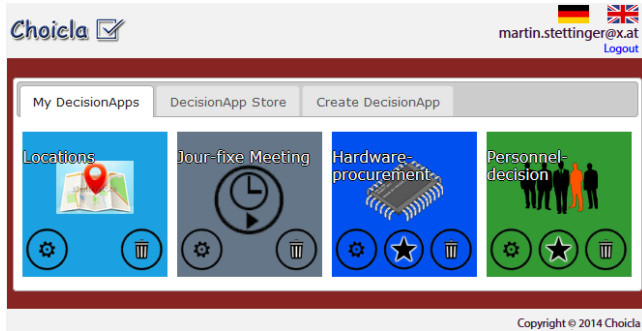 Choicla
martin.stettinger@x.at
Logout
My DecisionApps
DecisionApp Store
Create DecisionApp
Locations
Jour-fixe Meeting
Hardware-
procurement
Personnel-
decision
Copyright © 2014 Choicla